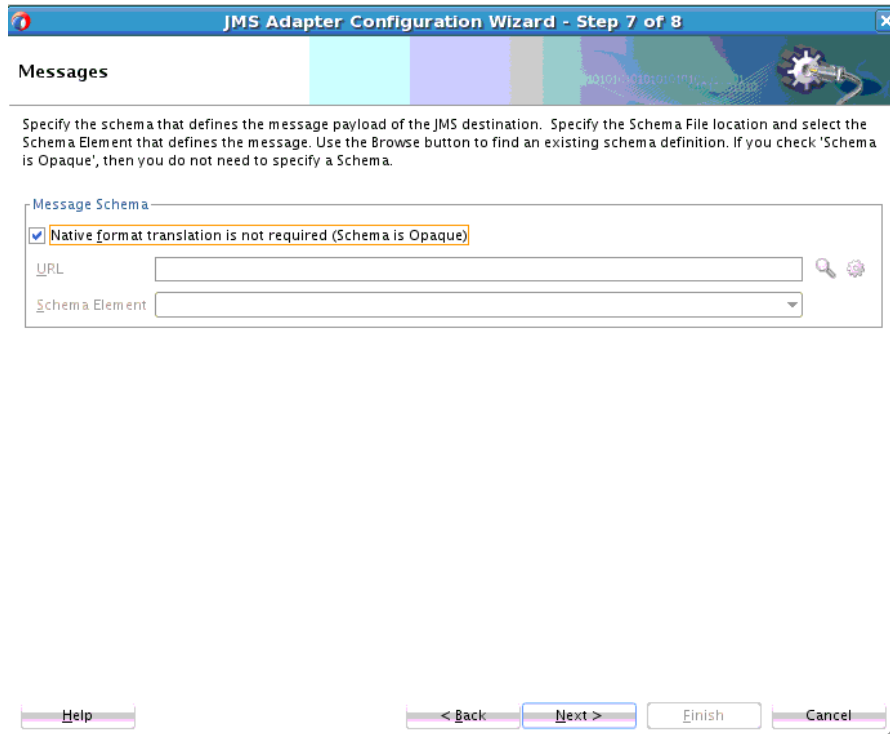 JMS Adapter Configuration Wizard - Step 7 of 8
Messages
Specify the schema that defines the message payload of the JMS destination.  Specify the Schema File location and select the
Schema Element that defines the message. Use the Browse button to find an existing schema definition. If you check 'Schema
is Opaque', then you do not need to specify a Schema.
Message Schema
Native format translation is not required (Schema is Opaque)
URL
Schema Element
Help
< Back
Next >
Finish
Cancel